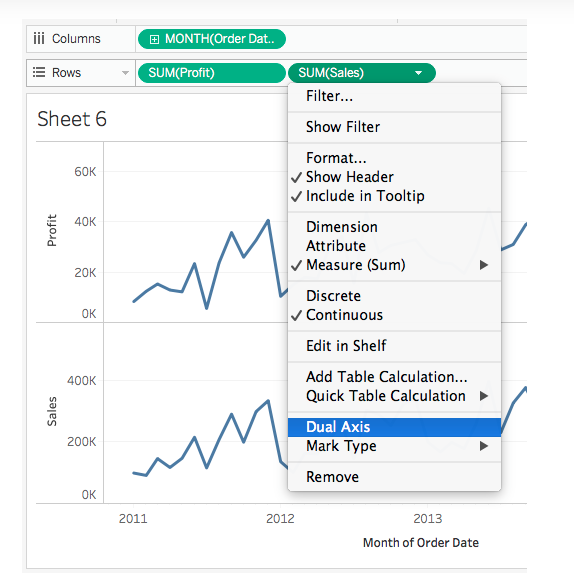 Columns
MONTH(Order Dat..
Rows
SUM(Profit)
SUM(Sales)
Sheet 6
Filter...
Show Filter
Format...
Show Header
Include in Tooltip
Dimension
Attribute
Measure (Sum)
Discrete
Continuous
Edit in Shelf
Add Table Calculation...
Quick Table Calculation
Dual Axis
Mark Type
Remove
Profit
60K
40K
20K
0K
Sales
400K
200K
0K
2011
2012
2013
Month of Order Date